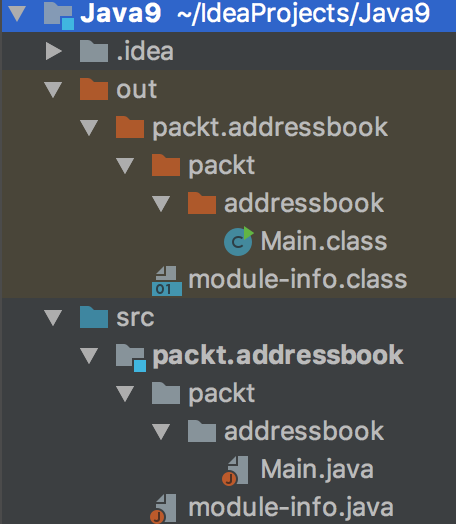 Java9 ~/IdeaProjects/Java9
.idea
out
packt.addressbook
packt
addressbook
C Main.class
01 module-info.class
src
packt.addressbook
packt
addressbook
J Main.java
J module-info.java